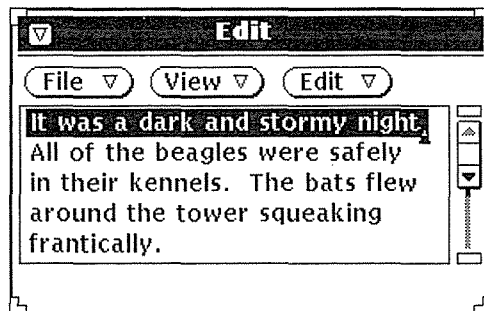 Edit
File View Edit
It was a dark and stormy night.
All of the beagles were safely
in their kennels. The bats flew
around the tower squeaking
frantically.